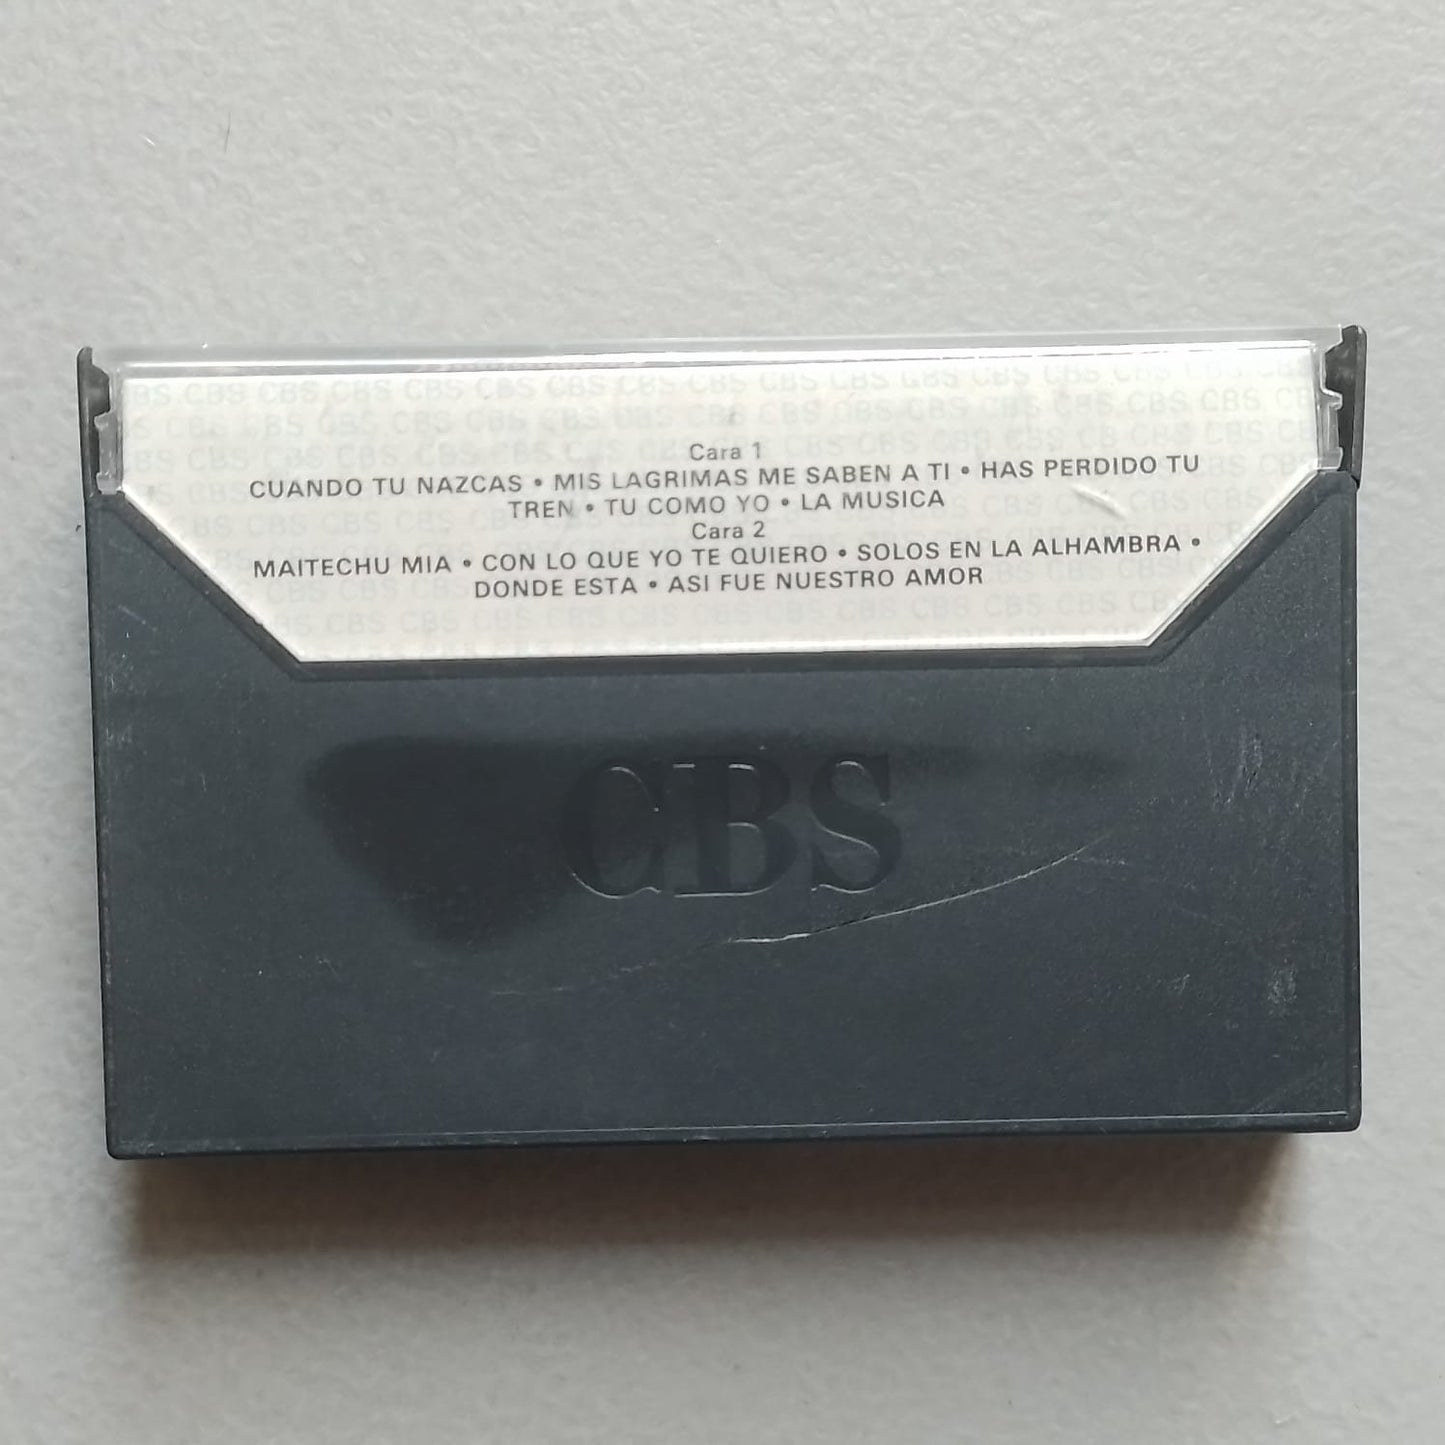 Cara 1
CUANDO TU NAZCAS • MIS LAGRIMAS ME SABEN A TI • HAS PERDIDO TU
TREN • TU COMO YO • LA MUSICA
Cara 2
MAITECHU MIA • CON LO QUE YO TE QUIERO • SOLOS EN LA ALHAMBRA •
DONDE ESTA • ASI FUE NUESTRO AMOR
CBS